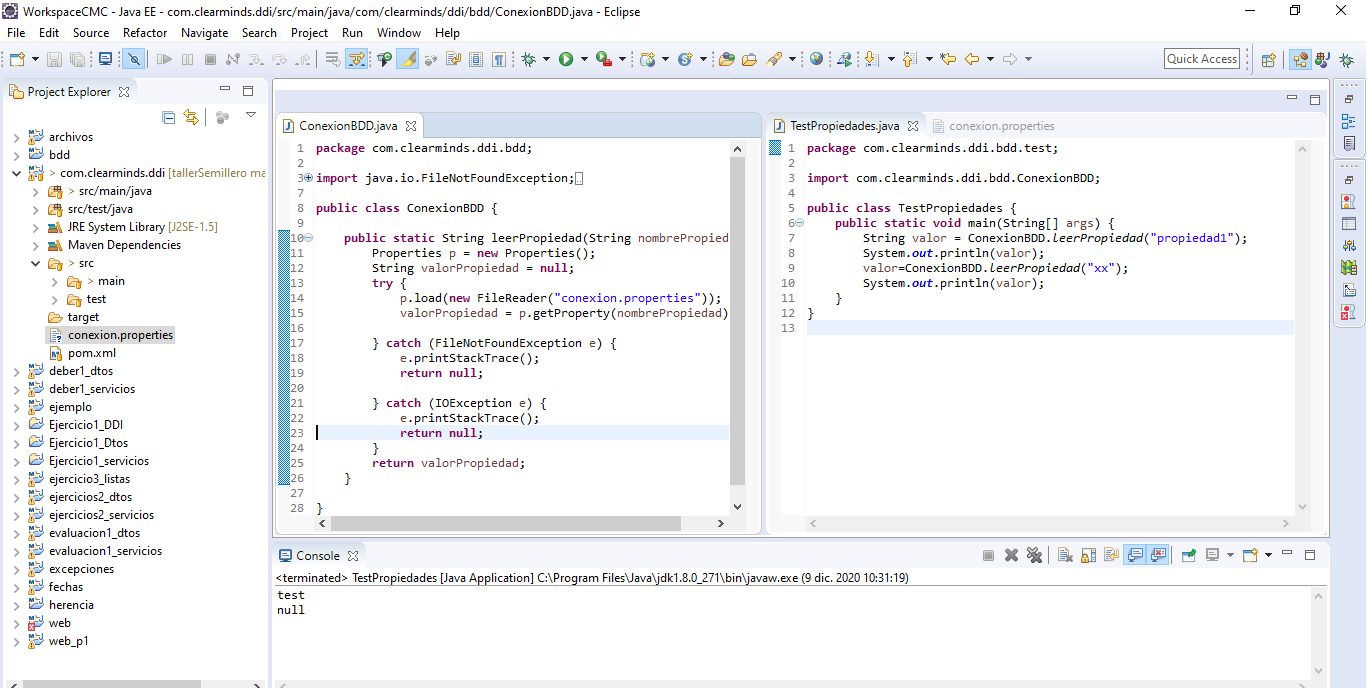 WorkspaceCMC - Java EE - com.clearminds.ddi/src/main/java/com/clearminds/ddi/bdd/ConexionBDD.java - Eclipse
File Edit Source Refactor Navigate Search Project Run Window Help
Quick Access
Project Explorer
archivos
bdd
> com.clearminds.ddi [tallerSemillero ma
> src/main/java
src/test/java
JRE System Library [J2SE-1.5]
Maven Dependencies
> src
> main
test
target
conexion.properties
pom.xml
deber1_dtos
deber1_servicios
ejemplo
Ejercicio1_DDI
Ejercicio1_Dtos
Ejercicio1_servicios
ejercicio3_listas
ejercicios2_dtos
ejercicios2_servicios
evaluacion1_dtos
evaluacion1_servicios
excepciones
fechas
herencia
web
web_p1
ConexionBDD.java
1 package com.clearminds.ddi.bdd;
2
3 import java.io.FileNotFoundException;
7
8 public class ConexionBDD {
9
10 public static String leerPropiedad(String nombrePropied
11 Properties p = new Properties();
12 String valorPropiedad = null;
13 try {
14 p.load(new FileReader("conexion.properties"));
15 valorPropiedad = p.getProperty(nombrePropiedad)
16
17 } catch (FileNotFoundException e) {
18 e.printStackTrace();
19 return null;
20
21 } catch (IOException e) {
22 e.printStackTrace();
23 return null;
24 }
25 return valorPropiedad;
26 }
27
28 }
TestPropiedades.java conexion.properties
1 package com.clearminds.ddi.bdd.test;
2
3 import com.clearminds.ddi.bdd.ConexionBDD;
4
5 public class TestPropiedades {
6 public static void main(String[] args) {
7 String valor = ConexionBDD.leerPropiedad("propiedad1");
8 System.out.println(valor);
9 valor=ConexionBDD.leerPropiedad("xx");
10 System.out.println(valor);
11 }
12 }
13
Console
<terminated> TestPropiedades [Java Application] C:\Program Files\Java\jdk1.8.0_271\bin\javaw.exe (9 dic. 2020 10:31:19)
test
null